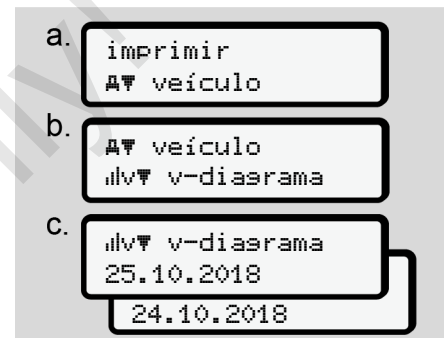 a.
imprimir
veículo
b.
veículo
v v-diagrama
c.
v v-diagrama
25.10.2018
24.10.2018